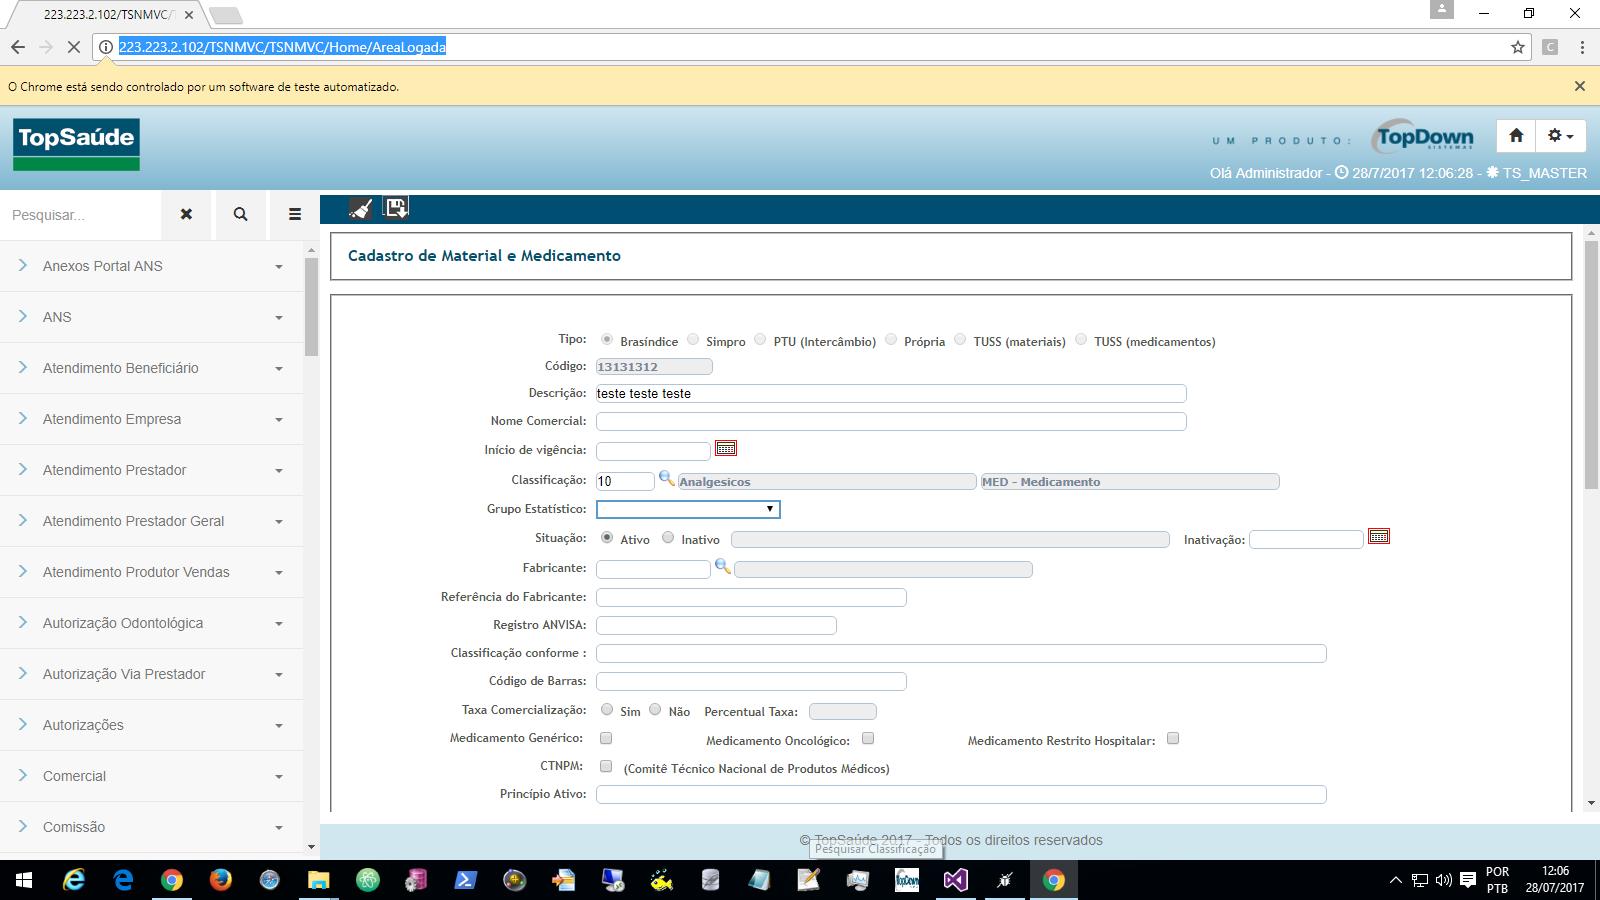 223.223.2.102/TSNMVC/T
223.223.2.102/TSNMVC/TSNMVC/Home/AreaLogada
C
O Chrome está sendo controlado por um software de teste automatizado.
TopSaúde
UM PRODUTO:
TopDown
SISTEMAS
Olá Administrador - 28/7/2017 12:06:28 - TS_MASTER
Pesquisar...
Anexos Portal ANS
ANS
Atendimento Beneficiário
Atendimento Empresa
Atendimento Prestador
Atendimento Prestador Geral
Atendimento Produtor Vendas
Autorização Odontológica
Autorização Via Prestador
Autorizações
Comercial
Comissão
Cadastro de Material e Medicamento
Tipo: Brasíndice Simpro PTU (Intercâmbio) Própria TUSS (materiais) TUSS (medicamentos)
Código: 13131312
Descrição: teste teste teste
Nome Comercial:
Início de vigência:
Classificação: 10 Analgesicos MED - Medicamento
Grupo Estatístico:
Situação: Ativo Inativo Inativação:
Fabricante:
Referência do Fabricante:
Registro ANVISA:
Classificação conforme :
Código de Barras:
Taxa Comercialização: Sim Não Percentual Taxa:
Medicamento Genérico: Medicamento Oncológico: Medicamento Restrito Hospitalar:
CTNPM: (Comitê Técnico Nacional de Produtos Médicos)
Princípio Ativo:
© TopSaúde 2017 - Todos os direitos reservados
Pesquisar Classificação
TopDown
POR
PTB
12:06
28/07/2017